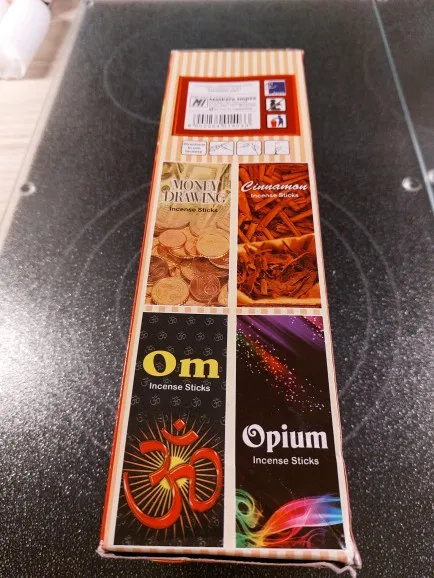 MONEY
DRAWING
Incense Sticks
Cinnamon
Incense Sticks
Om
Incense Sticks
Opium
Incense Sticks